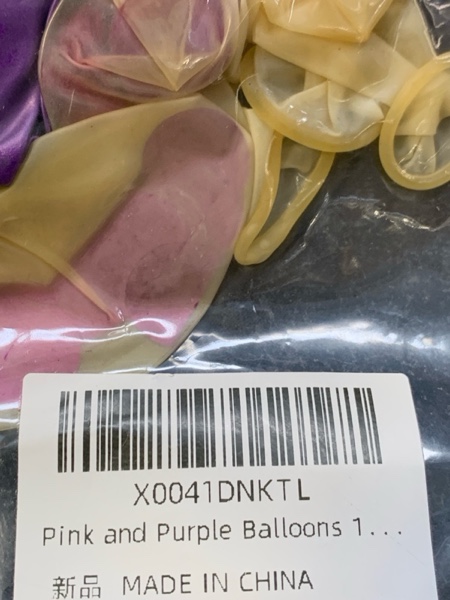 X0041DNKTL
Pink and Purple Balloons 1...
新品 MADE IN CHINA